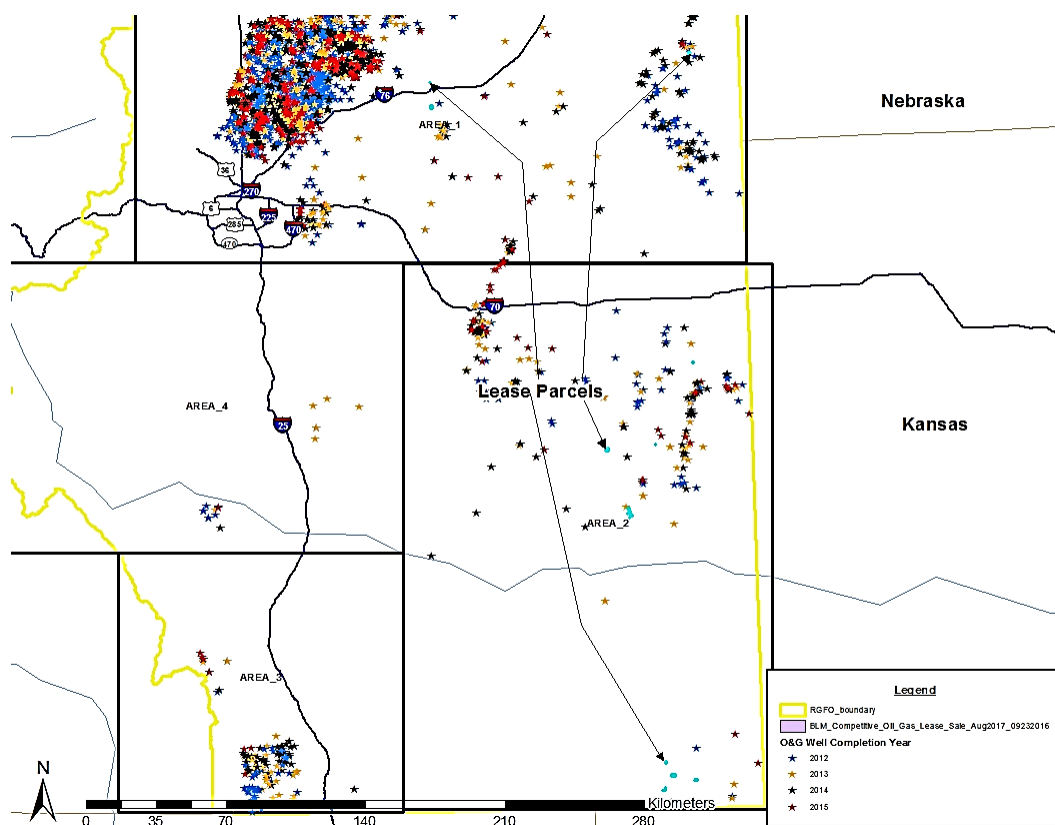 Nebraska
76
AREA_1
36
270
6
225
285
470
470
70
Lease Parcels
AREA_4
25
Kansas
AREA_2
AREA_3
Legend
RGFO_boundary
BLM_Competitive_Oil_Gas_Lease_Sale_Aug2017_09232016
O&G Well Completion Year
2012
2013
2014
2015
N
Kilometers
0 35 70 140 210 280